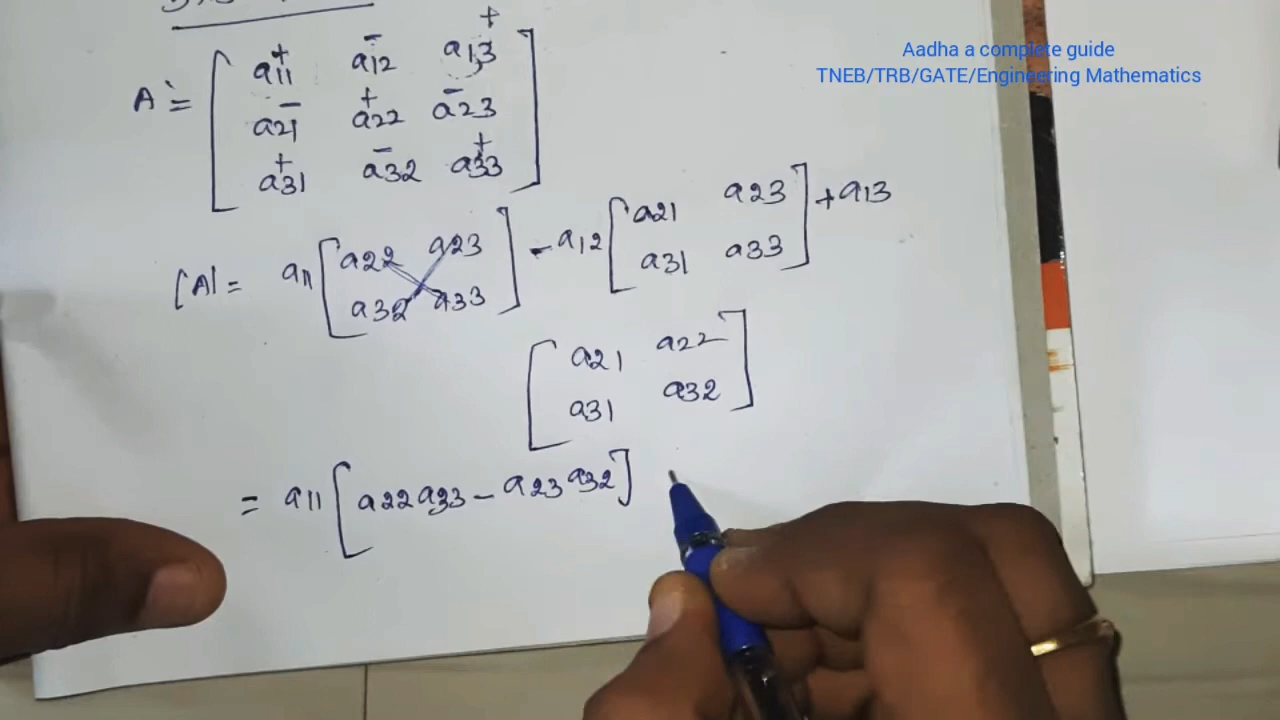 Aadha a complete guide
TNEB/TRB/GATE/Engineering Mathematics
+ - +
a11 a12 a13
A = - + -
a21 a22 a23
+ - +
a31 a32 a33
|A| = a11 [ a22 a23 ] - a12 [ a21 a23 ] + a13
a32 a33 a31 a33
[ a21 a22 ]
a31 a32
= a11 [ a22 a33 - a23 a32 ]